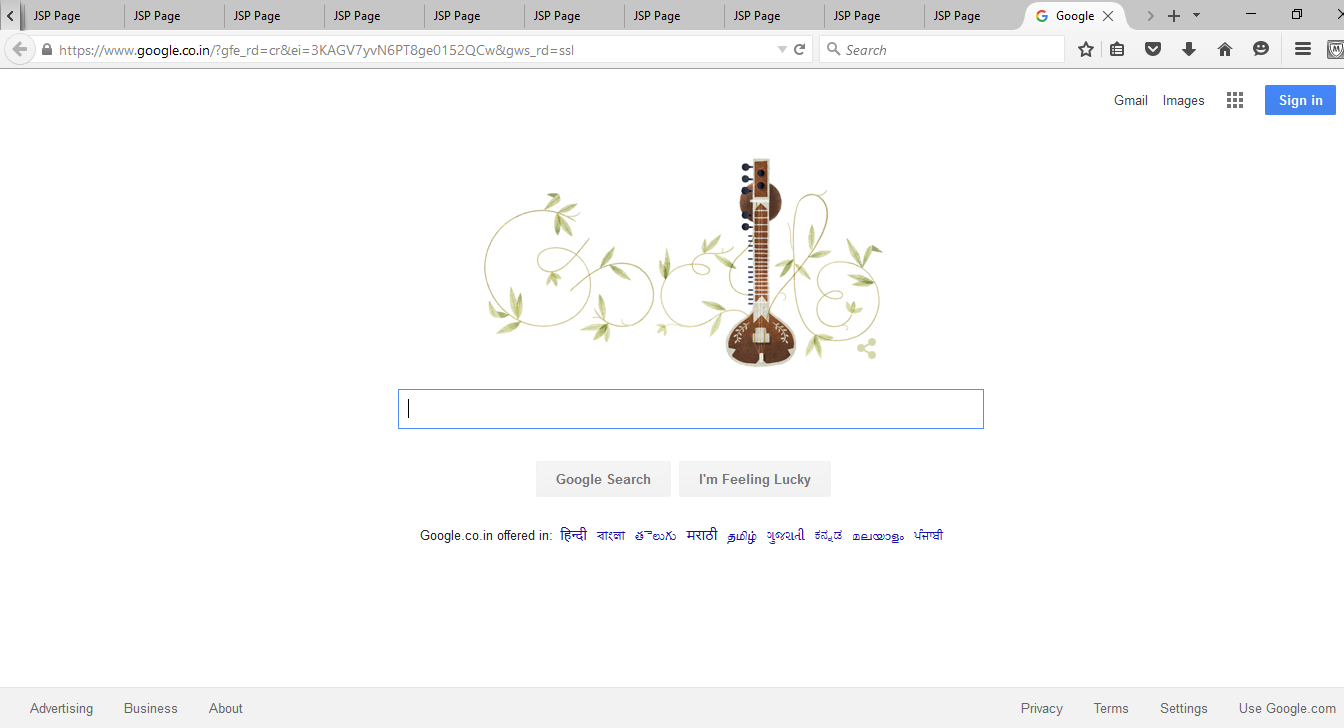 JSP Page JSP Page JSP Page JSP Page JSP Page JSP Page JSP Page JSP Page JSP Page JSP Page Google
https://www.google.co.in/?gfe_rd=cr&ei=3KAGV7yvN6PT8ge0152QCw&gws_rd=ssl Search
Gmail Images Sign in
Google
Google Search I'm Feeling Lucky
Google.co.in offered in: हिन्दी বাংলা తెలుగు मराठी தமிழ் ગુજરાતી ಕನ್ನಡ മലയാളം ਪੰਜਾਬੀ
Advertising Business About Privacy Terms Settings Use Google.com